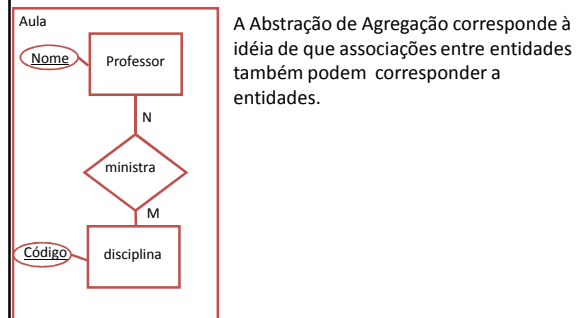 Aula
Nome
Professor
N
ministra
M
Código
disciplina
A Abstração de Agregação corresponde à
idéia de que associações entre entidades
também podem corresponder a
entidades.